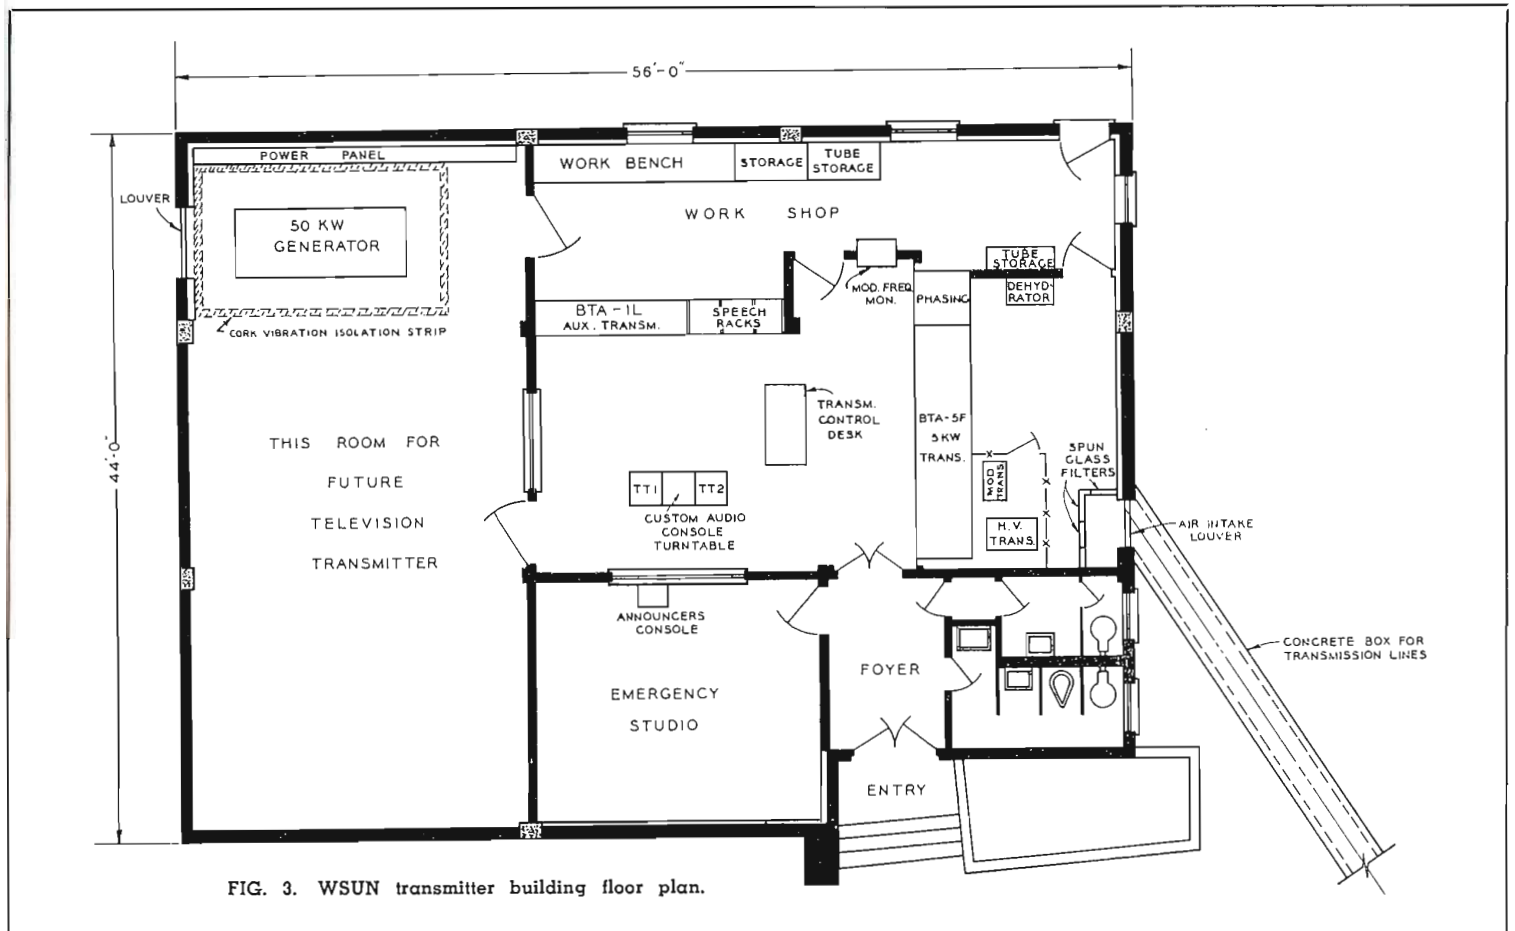 56'-0"
POWER PANEL
WORK BENCH
STORAGE
TUBE
STORAGE
LOUVER
50 KW
GENERATOR
WORK SHOP
TUBE
STORAGE
DEHYD-
RATOR
MOD. FREQ.
MON.
PHASING
CORK VIBRATION ISOLATION STRIP
BTA-1L
AUX. TRANSM.
SPEECH
RACKS
TRANSM.
CONTROL
DESK
BTA-5F
5KW
TRANS.
44'-0"
THIS ROOM FOR
FUTURE
TELEVISION
TRANSMITTER
SPUN
GLASS
FILTERS
MOD.
TRANS.
TT1
TT2
CUSTOM AUDIO
CONSOLE
TURNTABLE
H.V.
TRANS.
AIR INTAKE
LOUVER
ANNOUNCERS
CONSOLE
CONCRETE BOX FOR
TRANSMISSION LINES
FOYER
EMERGENCY
STUDIO
ENTRY
FIG. 3. WSUN transmitter building floor plan.